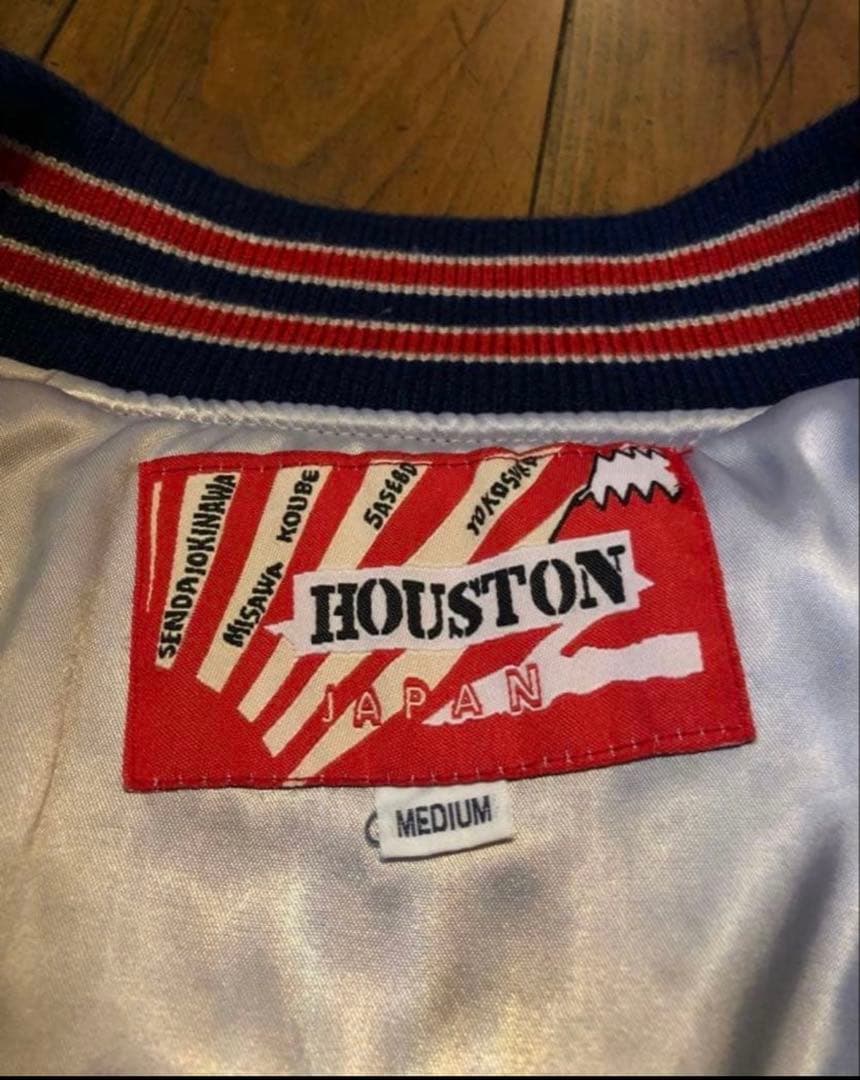 SENDAI OKINAWA
MISAWA KOUBE
SASEBO
YOKOSUKA
HOUSTON
JAPAN
MEDIUM